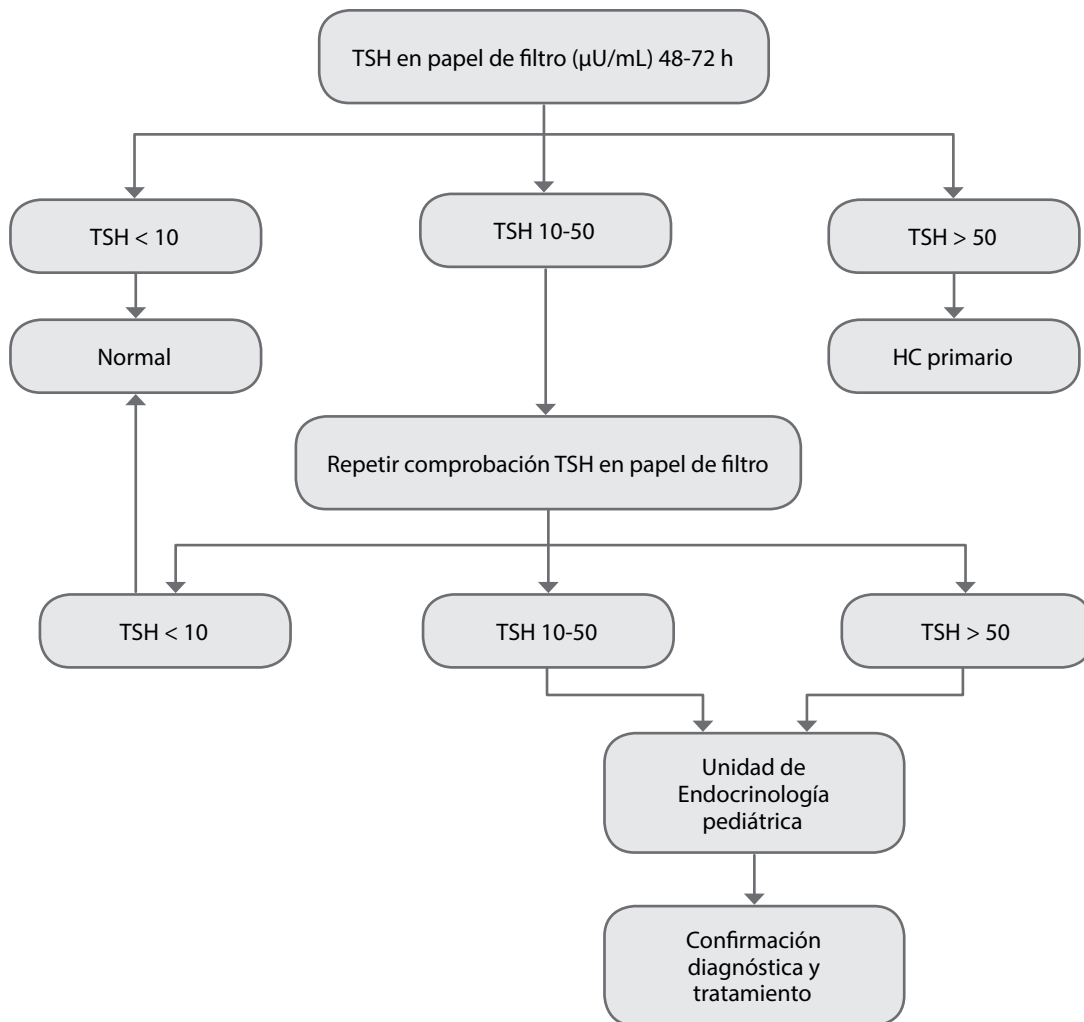 TSH en papel de filtro (μU/mL) 48-72 h
TSH < 10
TSH 10-50
TSH > 50
Normal
HC primario
Repetir comprobación TSH en papel de filtro
TSH < 10
TSH 10-50
TSH > 50
Unidad de
Endocrinología
pediátrica
Confirmación
diagnóstica y
tratamiento